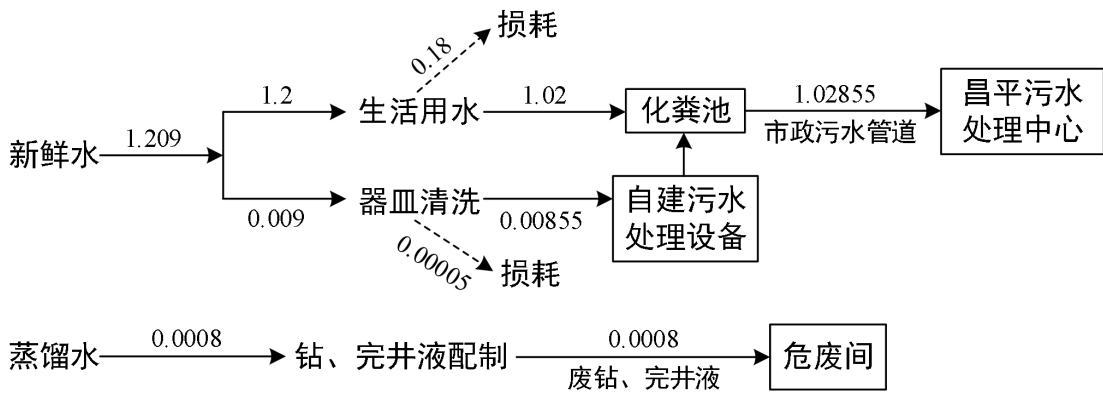 损耗
0.18
1.2
生活用水
1.02
化粪池
1.02855
市政污水管道
昌平污水
处理中心
新鲜水
1.209
0.009
器皿清洗
0.00855
自建污水
处理设备
0.00005
损耗
蒸馏水
0.0008
钻、完井液配制
0.0008
废钻、完井液
危废间